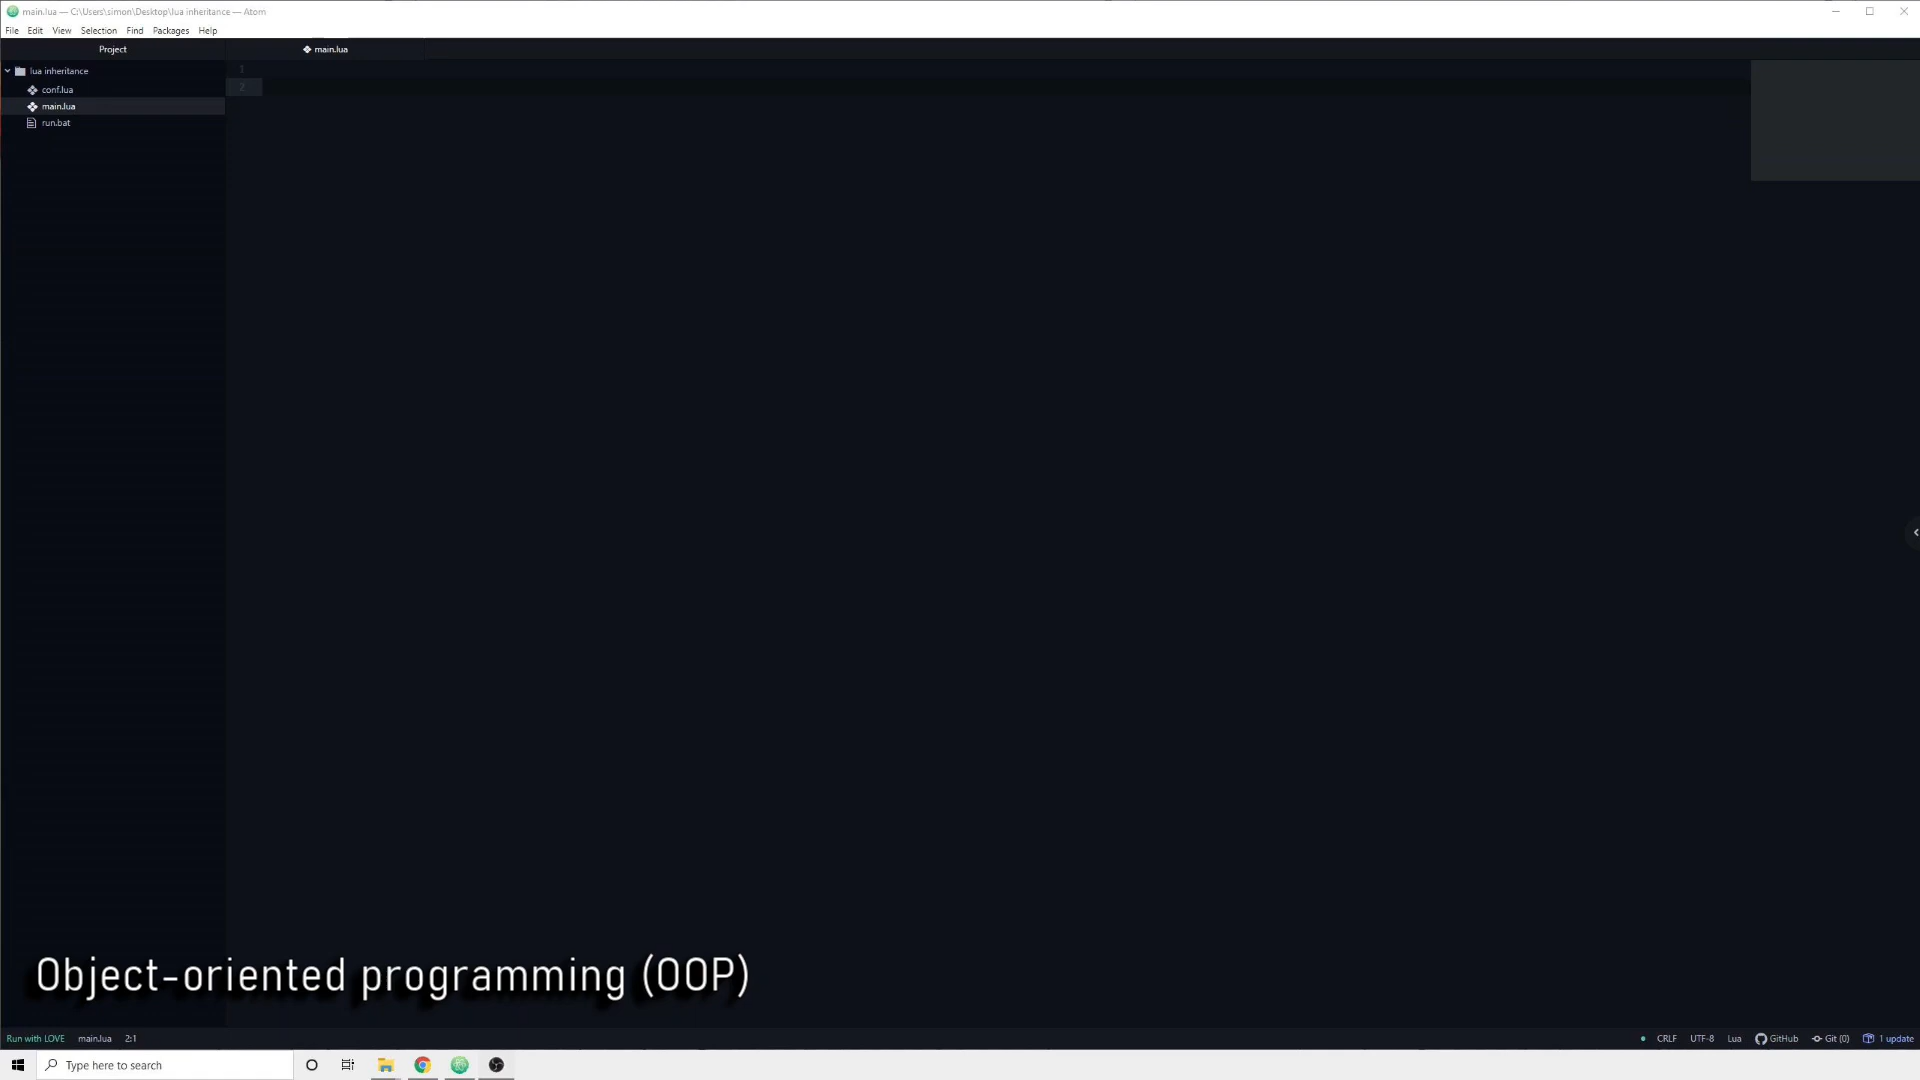 main.lua — C:\Users\simon\Desktop\lua inheritance — Atom
File Edit View Selection Find Packages Help
Project
main.lua
1
2
lua inheritance
conf.lua
main.lua
run.bat
Object-oriented programming (OOP)
Run with LOVE main.lua 2:1
CRLF UTF-8 Lua GitHub Git (0) 1 update
Type here to search